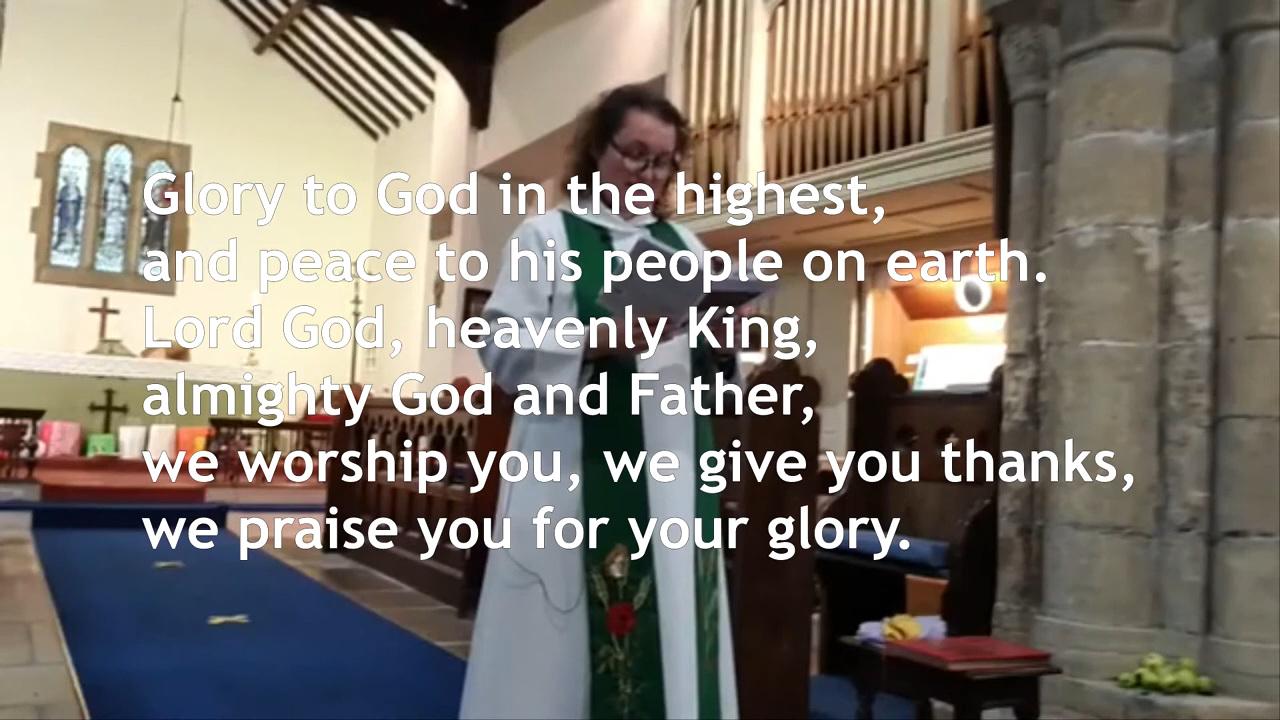 Glory to God in the highest,
and peace to his people on earth.
Lord God, heavenly King,
almighty God and Father,
we worship you, we give you thanks,
we praise you for your glory.